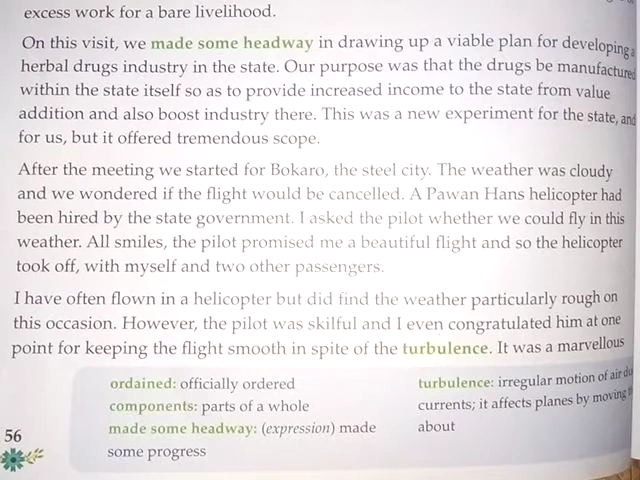 excess work for a bare livelihood.
On this visit, we made some headway in drawing up a viable plan for developing a
herbal drugs industry in the state. Our purpose was that the drugs be manufactured
within the state itself so as to provide increased income to the state from value
addition and also boost industry there. This was a new experiment for the state, and
for us, but it offered tremendous scope.
After the meeting we started for Bokaro, the steel city. The weather was cloudy
and we wondered if the flight would be cancelled. A Pawan Hans helicopter had
been hired by the state government. I asked the pilot whether we could fly in this
weather. All smiles, the pilot promised me a beautiful flight and so the helicopter
took off, with myself and two other passengers.
I have often flown in a helicopter but did find the weather particularly rough on
this occasion. However, the pilot was skilful and I even congratulated him at one
point for keeping the flight smooth in spite of the turbulence. It was a marvellous
ordained: officially ordered
components: parts of a whole
made some headway: (expression) made
some progress
turbulence: irregular motion of air
currents; it affects planes by moving
about
56